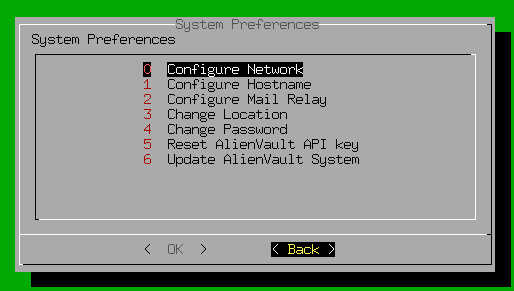 System Preferences
System Preferences
0 Configure Network
1 Configure Hostname
2 Configure Mail Relay
3 Change Location
4 Change Password
5 Reset AlienVault API key
6 Update AlienVault System
< OK > < Back >